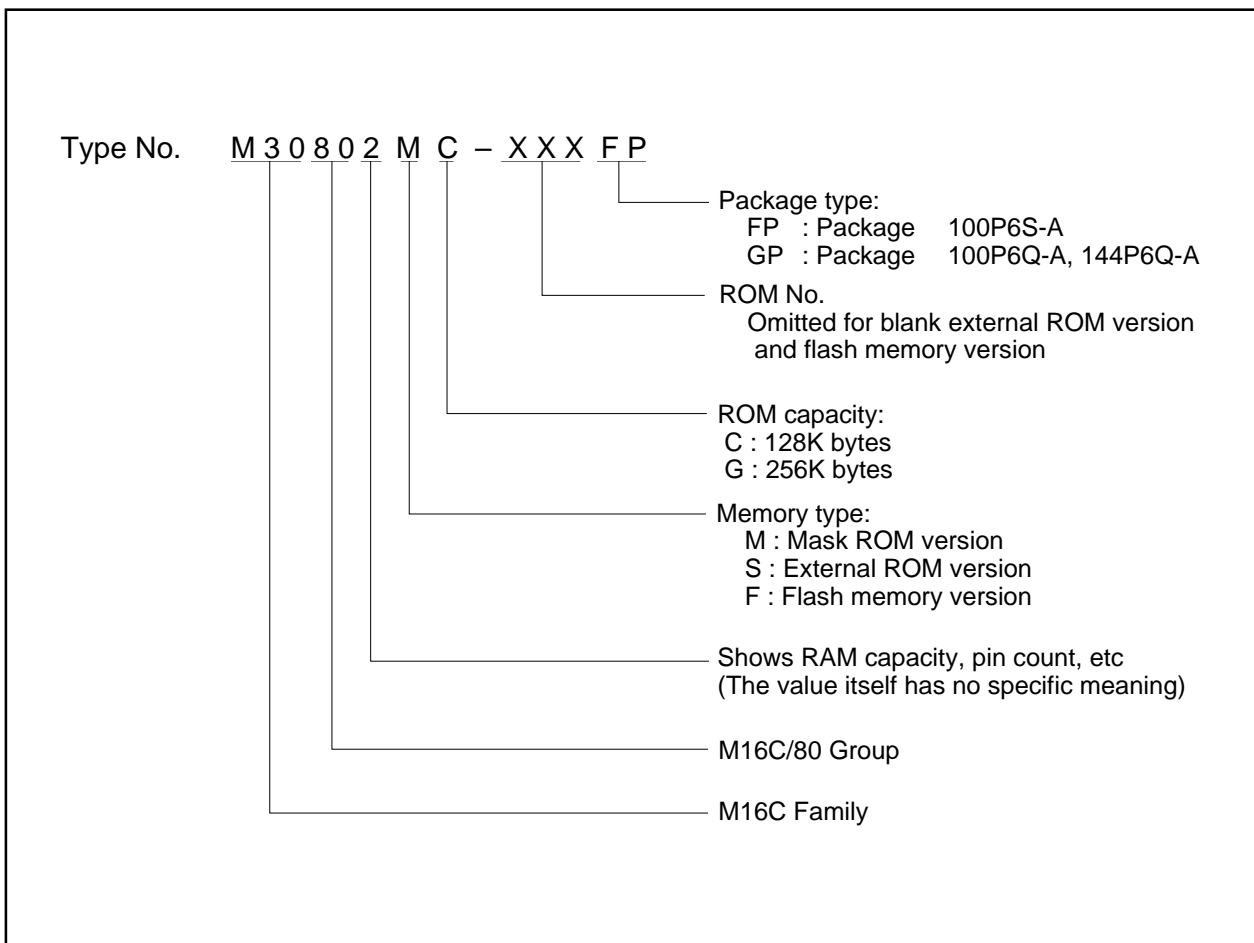 Type No. M 3 0 8 0 2 M C – X X X F P
Package type:
FP : Package 100P6S-A
GP : Package 100P6Q-A, 144P6Q-A
ROM No.
Omitted for blank external ROM version
and flash memory version
ROM capacity:
C : 128K bytes
G : 256K bytes
Memory type:
M : Mask ROM version
S : External ROM version
F : Flash memory version
Shows RAM capacity, pin count, etc
(The value itself has no specific meaning)
M16C/80 Group
M16C Family